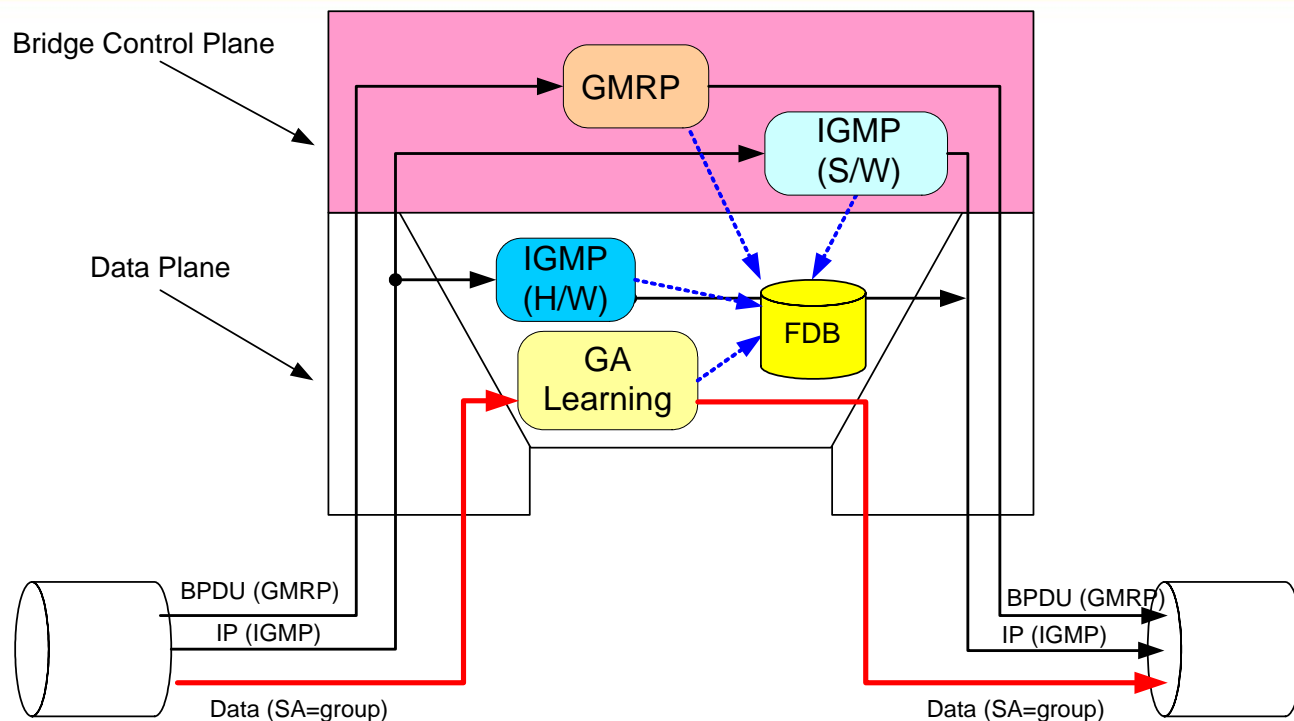 Bridge Control Plane
GMRP
IGMP
(S/W)
Data Plane
IGMP
(H/W)
FDB
GA
Learning
BPDU (GMRP)
IP (IGMP)
Data (SA=group)
BPDU (GMRP)
IP (IGMP)
Data (SA=group)